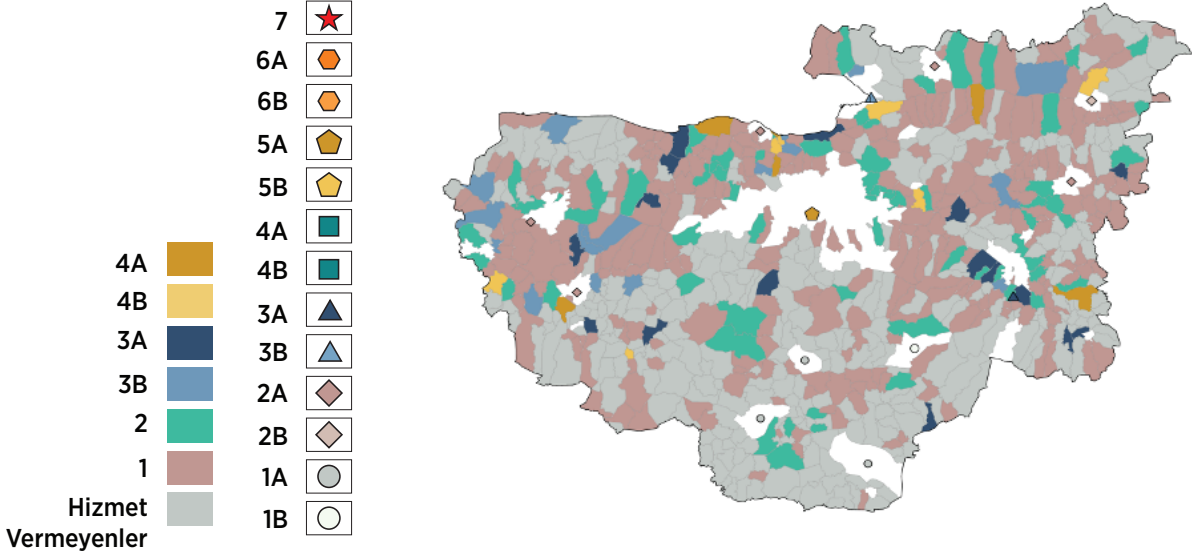 4A
4B
3A
3B
2
1
Hizmet
Vermeyenler
7
6A
6B
5A
5B
4A
4B
3A
3B
2A
2B
1A
1B